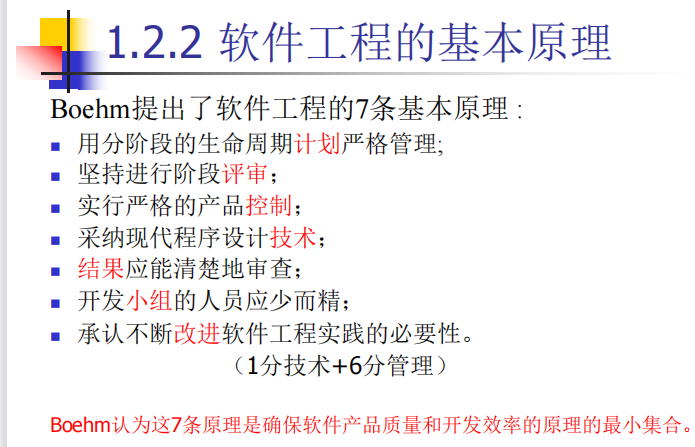 1.2.2 软件工程的基本原理
Boehm提出了软件工程的7条基本原理:
用分阶段的生命周期计划严格管理;
坚持进行阶段评审;
实行严格的产品控制;
采纳现代程序设计技术;
结果应能清楚地审查;
开发小组的人员应少而精;
承认不断改进软件工程实践的必要性。
(1分技术+6分管理)
Boehm认为这7条原理是确保软件产品质量和开发效率的原理的最小集合。